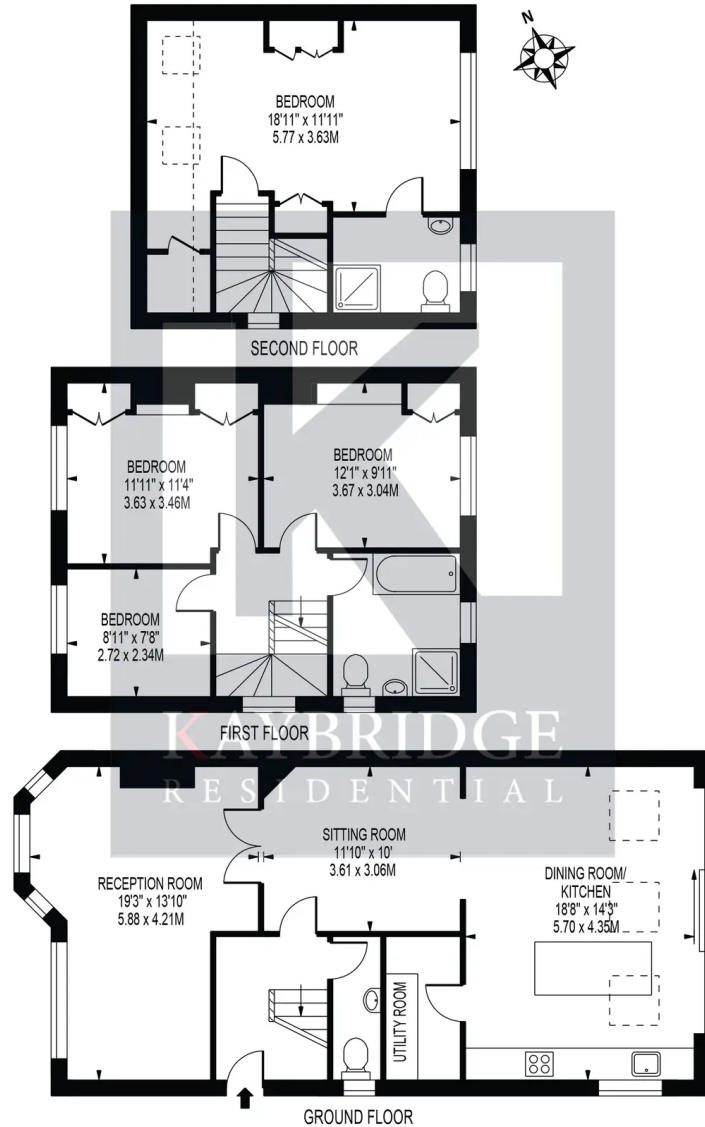 N
BEDROOM
18'11" x 11'11"
5.77 x 3.63M
SECOND FLOOR
BEDROOM
11'11" x 11'4"
3.63 x 3.46M
BEDROOM
12'1" x 9'11"
3.67 x 3.04M
BEDROOM
8'11" x 7'8"
2.72 x 2.34M
FIRST FLOOR
KAYBRIDGE
RESIDENTIAL
RECEPTION ROOM
19'3" x 13'10"
5.88 x 4.21M
SITTING ROOM
11'10" x 10'
3.61 x 3.06M
DINING ROOM/
KITCHEN
18'8" x 14'3"
5.70 x 4.35M
UTILITY ROOM
GROUND FLOOR